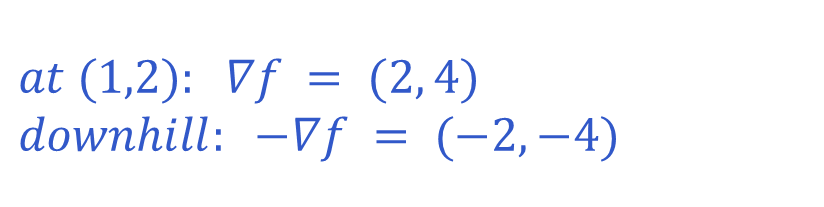 at (1,2): ∇f = (2, 4)
downhill: −∇f = (−2, −4)